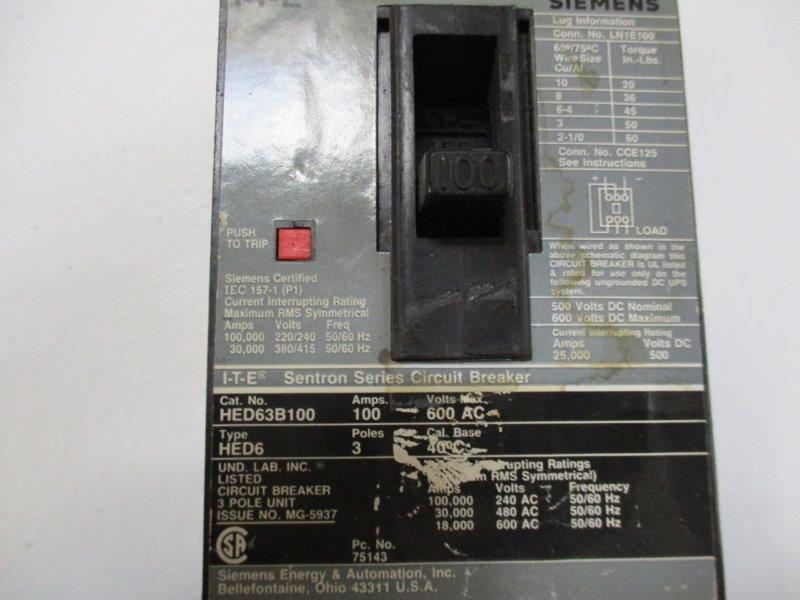 I-T-E
SIEMENS
Lug Information
Conn. No. LN1E100
60º/75ºC Torque
Wire Size In.-Lbs.
Cu/Al
10 20
8 36
6-4 45
3 50
2-1/0 60
Conn. No. CCE125
See Instructions
+ -
LOAD
100
PUSH
TO TRIP
When wired as shown in the
above schematic diagram this
CIRCUIT BREAKER is UL listed
& rated for use only on the
following ungrounded DC UPS
system.
500 Volts DC Nominal
600 Volts DC Maximum
Current Interrupting Rating
Amps Volts DC
25,000 500
Siemens Certified
IEC 157-1 (P1)
Current Interrupting Rating
Maximum RMS Symmetrical
Amps Volts Freq
100,000 220/240 50/60 Hz
30,000 380/415 50/60 Hz
I-T-E® Sentron Series Circuit Breaker
Cat. No. Amps. Volts Max.
HED63B100 100 600 AC
Type Poles Cal. Base
HED6 3 40ºC
UND. LAB. INC.®
LISTED
CIRCUIT BREAKER
3 POLE UNIT
ISSUE NO. MG-5937
Ratings
RMS Symmetrical)
Amps Volts Frequency
100,000 240 AC 50/60 Hz
30,000 480 AC 50/60 Hz
18,000 600 AC 50/60 Hz
SA
Pc. No.
75143
Siemens Energy & Automation, Inc.
Bellefontaine, Ohio 43311 U.S.A.